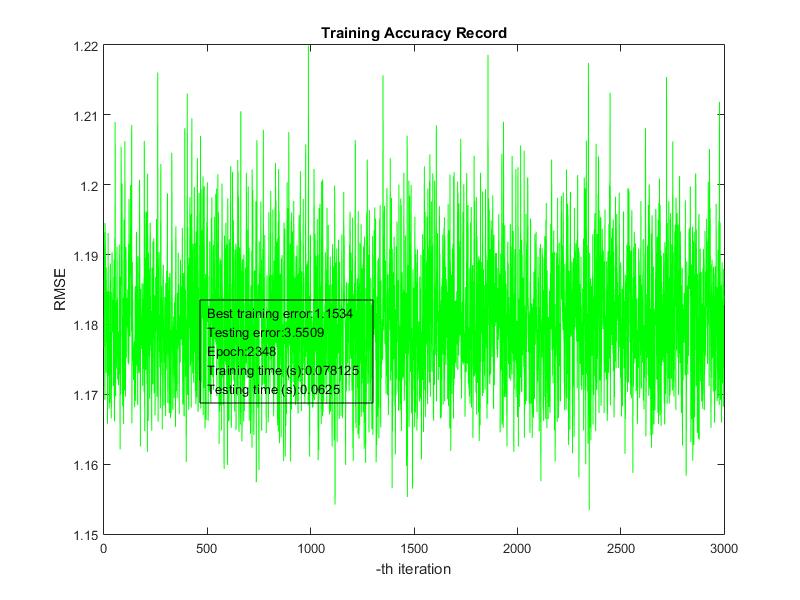 Training Accuracy Record
1.22
1.21
1.2
1.19
1.18
1.17
1.16
1.15
RMSE
Best training error:1.1534
Testing error:3.5509
Epoch:2348
Training time (s):0.078125
Testing time (s):0.0625
0 500 1000 1500 2000 2500 3000
-th iteration